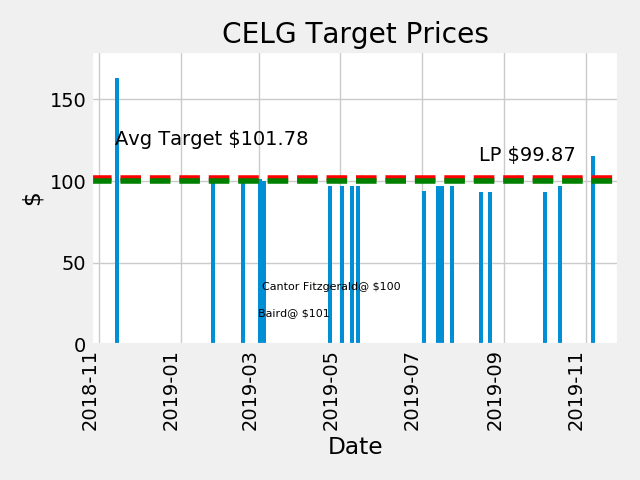 CELG Target Prices
$
150
100
50
0
Avg Target $101.78
LP $99.87
Cantor Fitzgerald@ $100
Baird@ $101
2018-11
2019-01
2019-03
2019-05
2019-07
2019-09
2019-11
Date